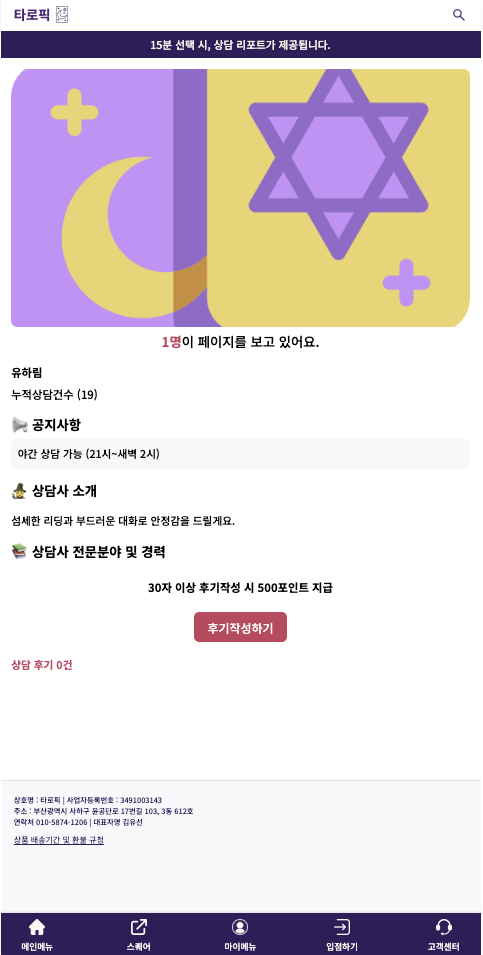 타로픽
15분 선택 시, 상담 리포트가 제공됩니다.
1명이 페이지를 보고 있어요.
유하림
누적상담건수 (19)
공지사항
야간 상담 가능 (21시~새벽 2시)
상담사 소개
섬세한 리딩과 부드러운 대화로 안정감을 드릴게요.
상담사 전문분야 및 경력
30자 이상 후기작성 시 500포인트 지급
후기작성하기
상담 후기 0건
상호명 : 타로픽 | 사업자등록번호 : 3491003143
주소 : 부산광역시 사하구 윤공단로 17번길 103, 3동 612호
연락처 010-5874-1206 | 대표자명 김유선
상품 배송기간 및 환불 규정
메인메뉴 스퀘어 마이메뉴 입점하기 고객센터